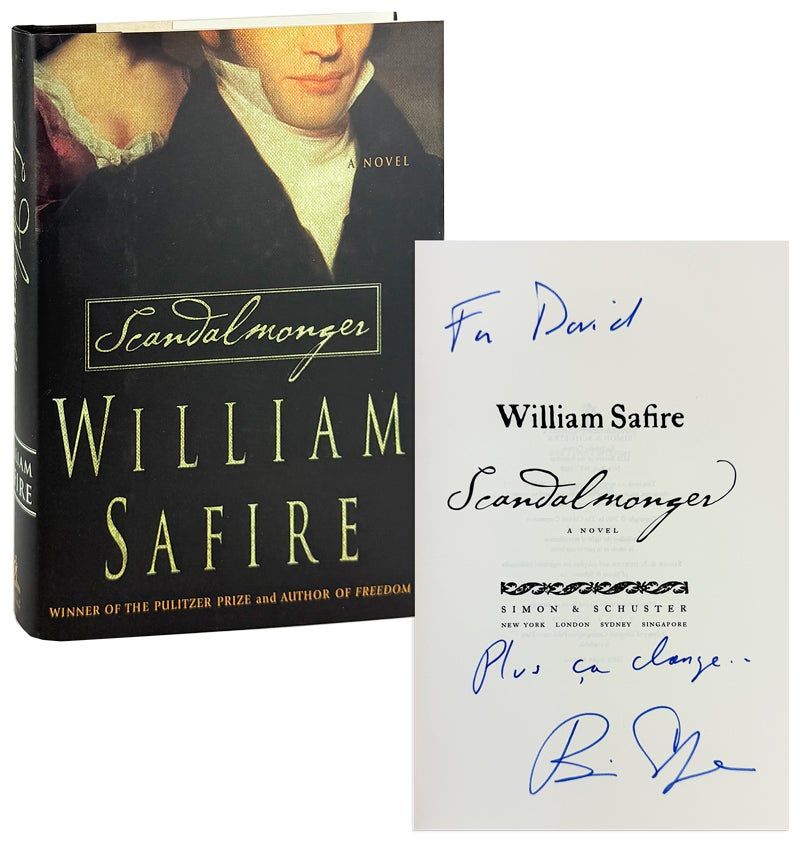 A NOVEL
Scandalmonger
WILLIAM
SAFIRE
WINNER OF THE PULITZER PRIZE and AUTHOR OF FREEDOM
For David
William Safire
Scandalmonger
A NOVEL
SIMON & SCHUSTER
NEW YORK LONDON SYDNEY SINGAPORE
Plus ça change..
Bill Safire